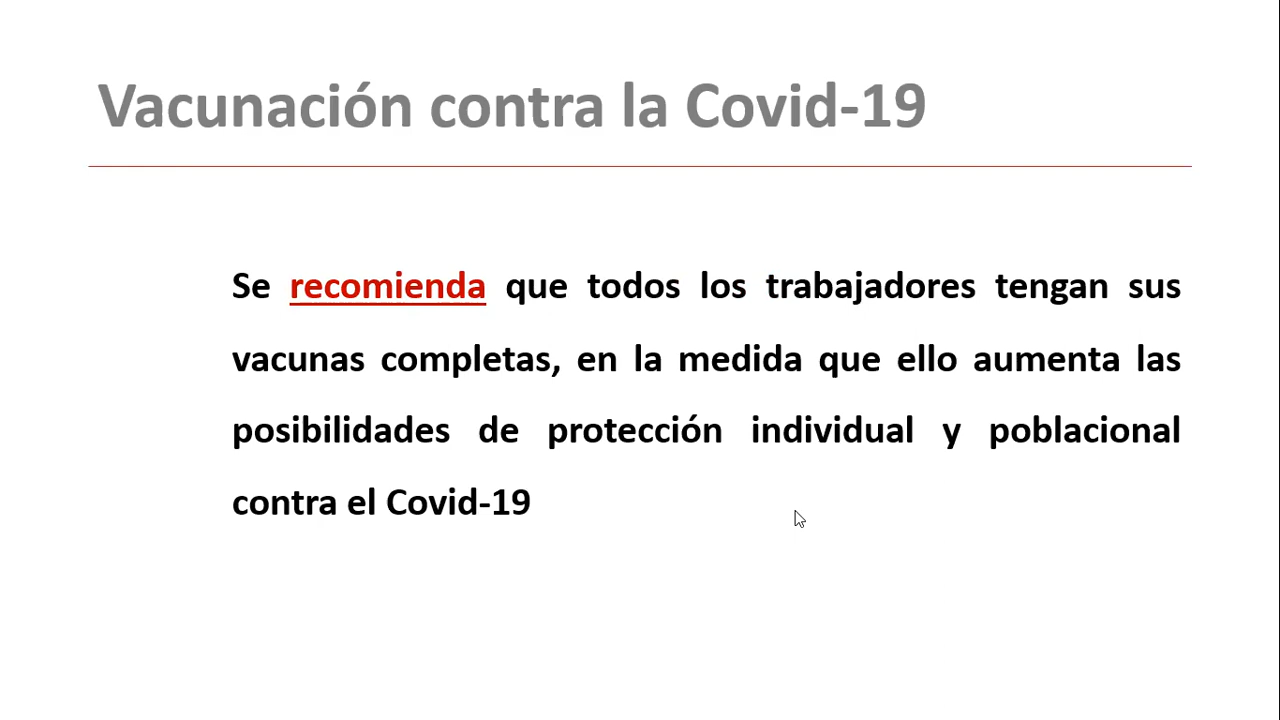 Vacunación contra la Covid-19
Se recomienda que todos los trabajadores tengan sus
vacunas completas, en la medida que ello aumenta las
posibilidades de protección individual y poblacional
contra el Covid-19